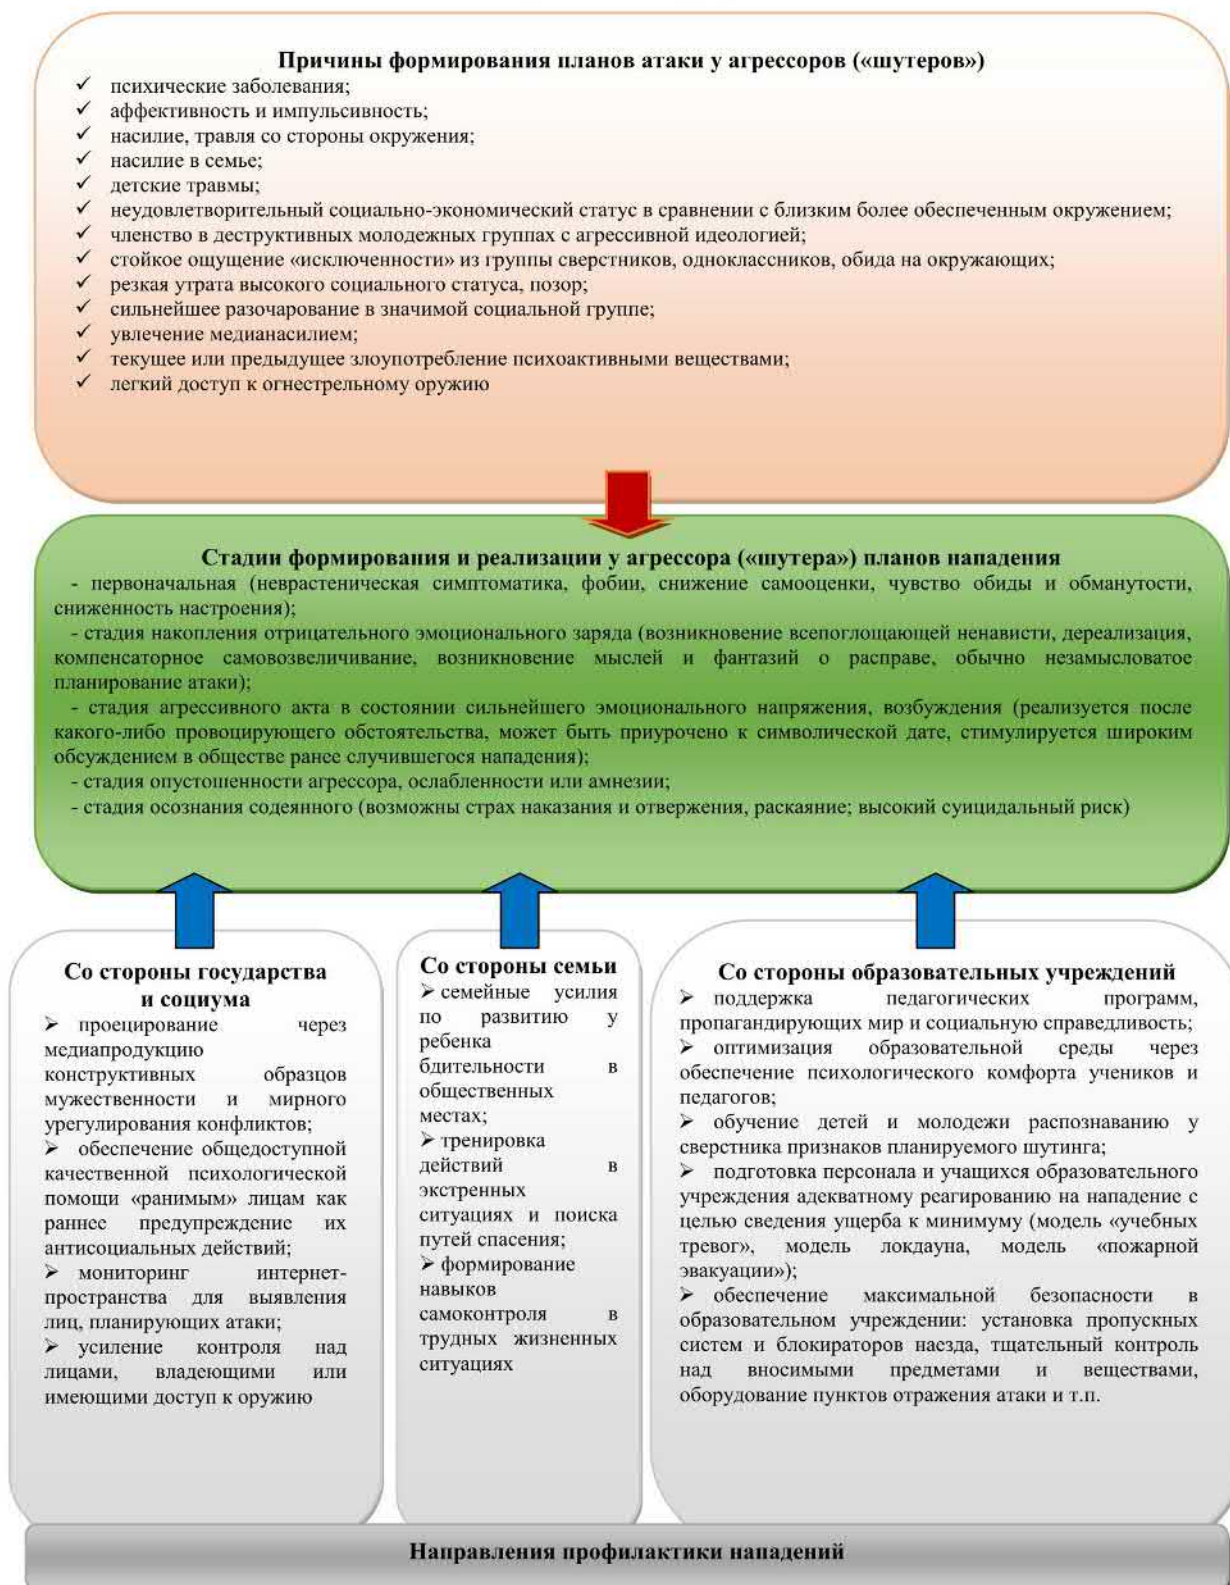 Причины формирования планов атаки у агрессоров («шутеров»)
✓ психические заболевания;
✓ аффективность и импульсивность;
✓ насилие, травля со стороны окружения;
✓ насилие в семье;
✓ детские травмы;
✓ неудовлетворительный социально-экономический статус в сравнении с близким более обеспеченным окружением;
✓ членство в деструктивных молодежных группах с агрессивной идеологией;
✓ стойкое ощущение «исключенности» из группы сверстников, одноклассников, обида на окружающих;
✓ резкая утрата высокого социального статуса, позор;
✓ сильнейшее разочарование в значимой социальной группе;
✓ увлечение медианасилием;
✓ текущее или предыдущее злоупотребление психоактивными веществами;
✓ легкий доступ к огнестрельному оружию
Стадии формирования и реализации у агрессора («шутера») планов нападения
- первоначальная (неврастеническая симптоматика, фобии, снижение самооценки, чувство обиды и обманутости,
сниженность настроения);
- стадия накопления отрицательного эмоционального заряда (возникновение всепоглощающей ненависти, дереализация,
компенсаторное самовозвеличивание, возникновение мыслей и фантазий о расправе, обычно незамысловатое
планирование атаки);
- стадия агрессивного акта в состоянии сильнейшего эмоционального напряжения, возбуждения (реализуется после
какого-либо провоцирующего обстоятельства, может быть приурочено к символической дате, стимулируется широким
обсуждением в обществе ранее случившегося нападения);
- стадия опустошенности агрессора, ослабленности или амнезии;
- стадия осознания содеянного (возможны страх наказания и отвержения, раскаяние; высокий суицидальный риск)
Со стороны государства
и социума
➢ проецирование через
медиапродукцию
конструктивных образцов
мужественности и мирного
урегулирования конфликтов;
➢ обеспечение общедоступной
качественной психологической
помощи «ранимым» лицам как
раннее предупреждение их
антисоциальных действий;
➢ мониторинг интернет-
пространства для выявления
лиц, планирующих атаки;
➢ усиление контроля над
лицами, владеющими или
имеющими доступ к оружию
Со стороны семьи
➢ семейные усилия
по развитию у
ребенка
бдительности в
общественных
местах;
➢ тренировка
действий в
экстренных
ситуациях и поиска
путей спасения;
➢ формирование
навыков
самоконтроля в
трудных жизненных
ситуациях
Со стороны образовательных учреждений
➢ поддержка педагогических программ,
пропагандирующих мир и социальную справедливость;
➢ оптимизация образовательной среды через
обеспечение психологического комфорта учеников и
педагогов;
➢ обучение детей и молодежи распознаванию у
сверстника признаков планируемого шутинга;
➢ подготовка персонала и учащихся образовательного
учреждения адекватному реагированию на нападение с
целью сведения ущерба к минимуму (модель «учебных
тревог», модель локдауна, модель «пожарной
эвакуации»);
➢ обеспечение максимальной безопасности в
образовательном учреждении: установка пропускных
систем и блокираторов наезда, тщательный контроль
над вносимыми предметами и веществами,
оборудование пунктов отражения атаки и т.п.
Направления профилактики нападений